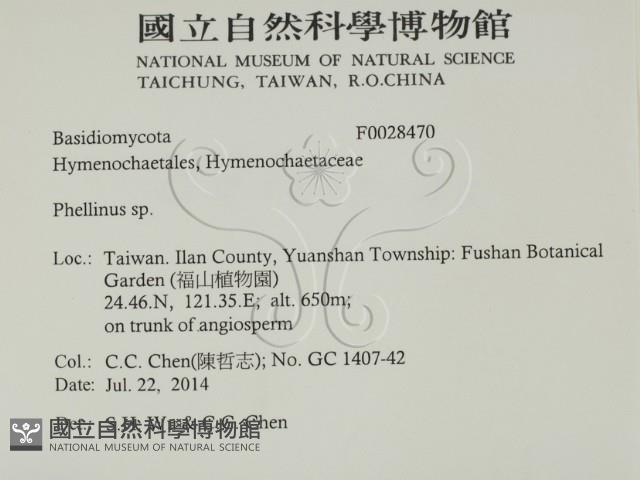 國立自然科學博物館
NATIONAL MUSEUM OF NATURAL SCIENCE
TAICHUNG, TAIWAN, R.O.CHINA
Basidiomycota F0028470
Hymenochaetales, Hymenochaetaceae
Phellinus sp.
Loc.: Taiwan. Ilan County, Yuanshan Township: Fushan Botanical
Garden (福山植物園)
24.46.N, 121.35.E; alt. 650m;
on trunk of angiosperm
Col.: C.C. Chen(陳哲志); No. GC 1407-42
Date: Jul. 22, 2014
Det.: S.H. Wu & C.C. Chen
國立自然科學博物館
NATIONAL MUSEUM OF NATURAL SCIENCE